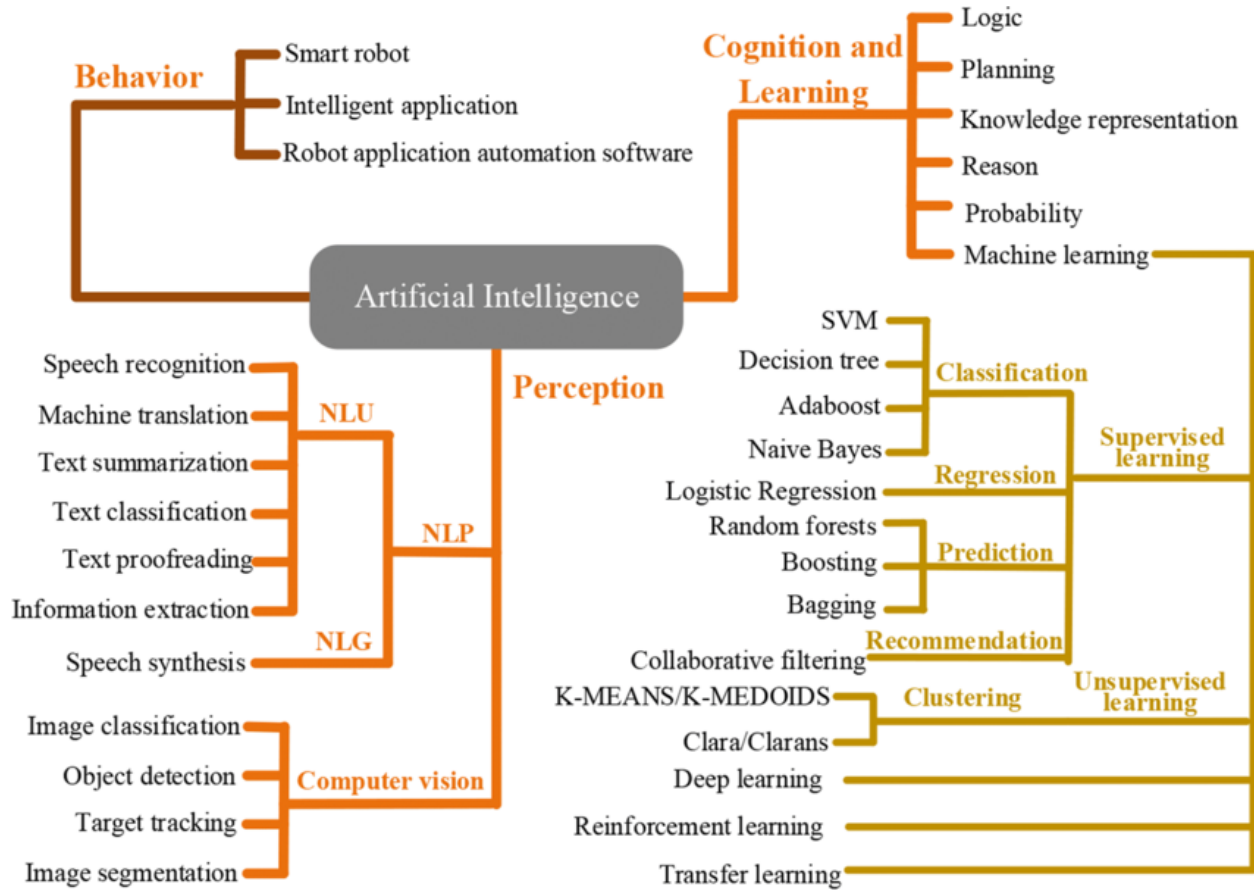 Behavior
Smart robot
Intelligent application
Robot application automation software
Cognition and
Learning
Logic
Planning
Knowledge representation
Reason
Probability
Machine learning
Artificial Intelligence
Perception
Speech recognition
Machine translation
Text summarization
Text classification
Text proofreading
Information extraction
NLU
NLP
NLG
Speech synthesis
Image classification
Object detection
Target tracking
Image segmentation
Computer vision
SVM
Decision tree
Adaboost
Naive Bayes
Classification
Supervised
learning
Logistic Regression
Regression
Random forests
Boosting
Bagging
Prediction
Collaborative filtering
Recommendation
K-MEANS/K-MEDOIDS
Clara/Clarans
Clustering
Unsupervised
learning
Deep learning
Reinforcement learning
Transfer learning